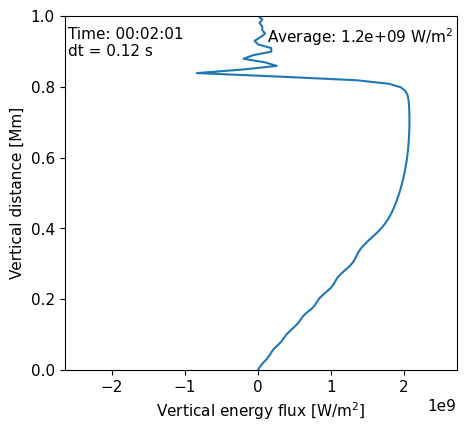 Time: 00:02:01
dt = 0.12 s
Average: 1.2e+09 W/m²
1.0
0.8
0.6
0.4
0.2
0.0
Vertical distance [Mm]
−2
−1
0
1
2
1e9
Vertical energy flux [W/m²]